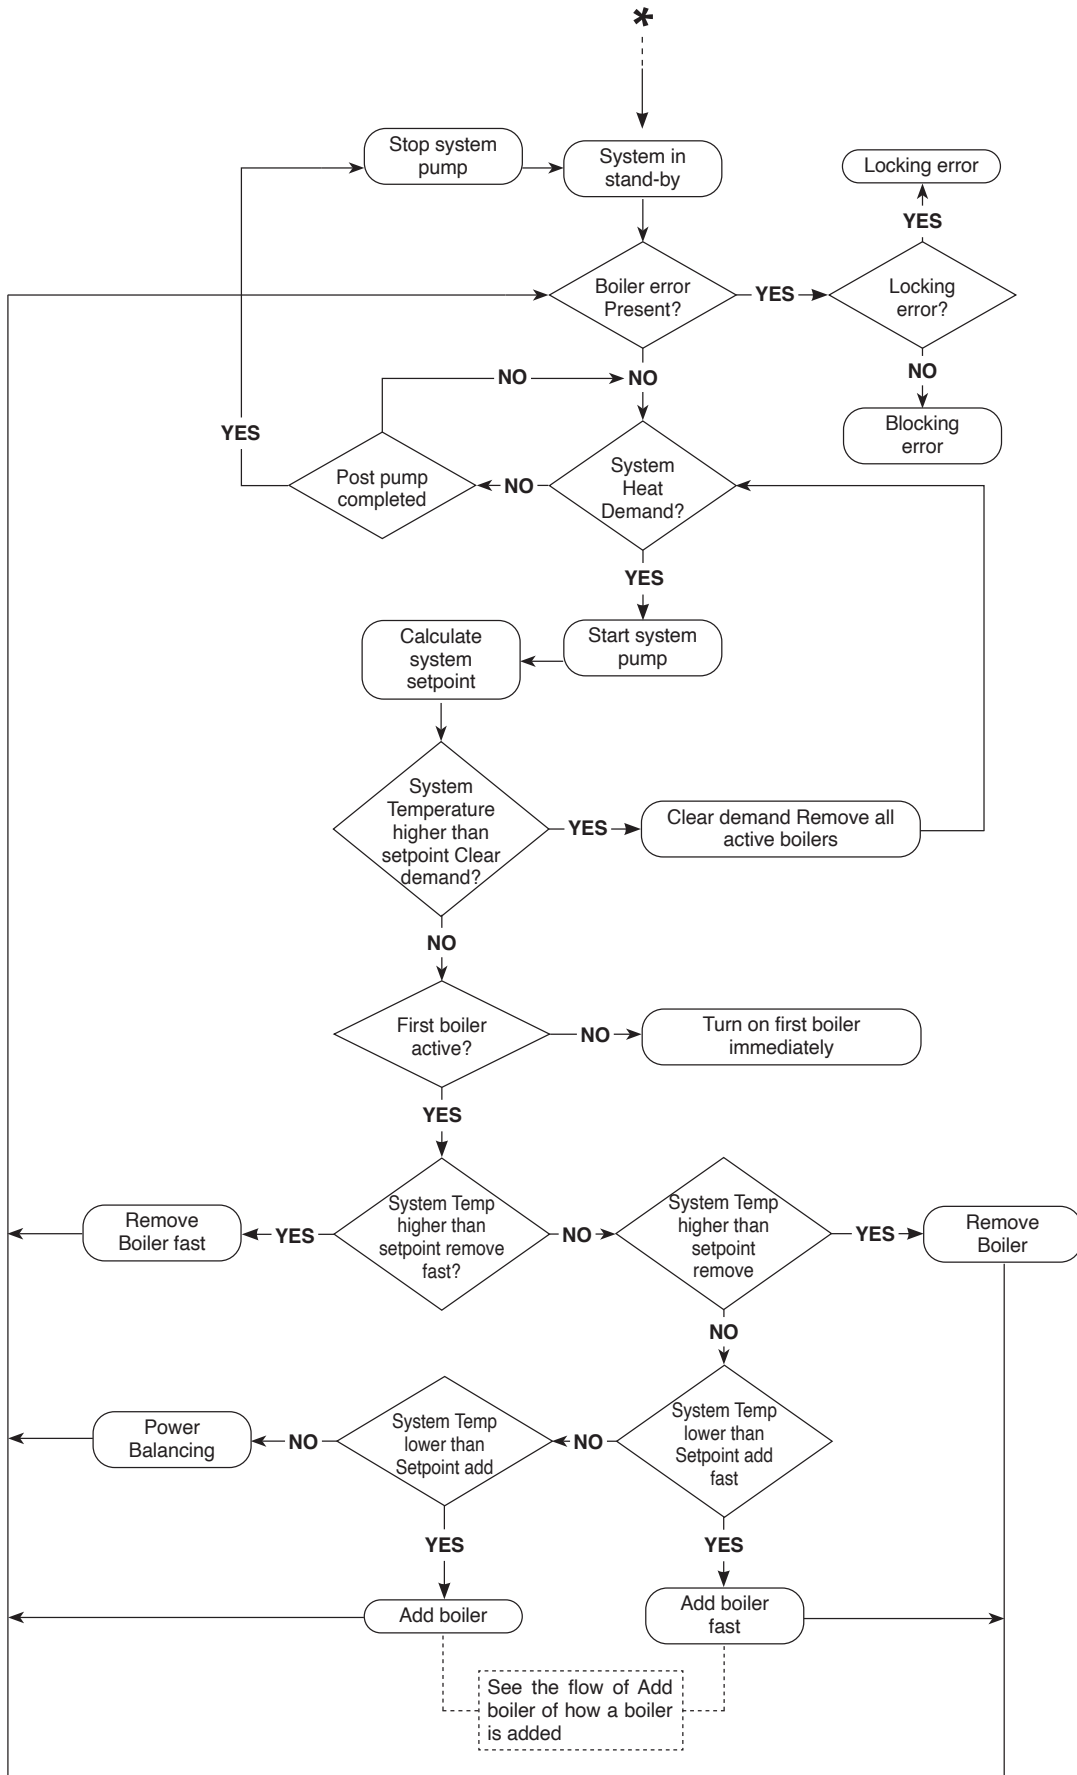 *
Stop system
pump
System in
stand-by
Locking error
YES
Boiler error
Present?
YES
Locking
error?
NO
NO
NO
Blocking
error
YES
Post pump
completed
NO
System
Heat
Demand?
YES
Calculate
system
setpoint
Start system
pump
System
Temperature
higher than
setpoint Clear
demand?
YES
Clear demand Remove all
active boilers
NO
First boiler
active?
NO
Turn on first boiler
immediately
YES
Remove
Boiler fast
YES
System Temp
higher than
setpoint remove
fast?
NO
System Temp
higher than
setpoint
remove
YES
Remove
Boiler
NO
Power
Balancing
NO
System Temp
lower than
Setpoint add
NO
System Temp
lower than
Setpoint add
fast
YES
YES
Add boiler
Add boiler
fast
See the flow of Add
boiler of how a boiler
is added